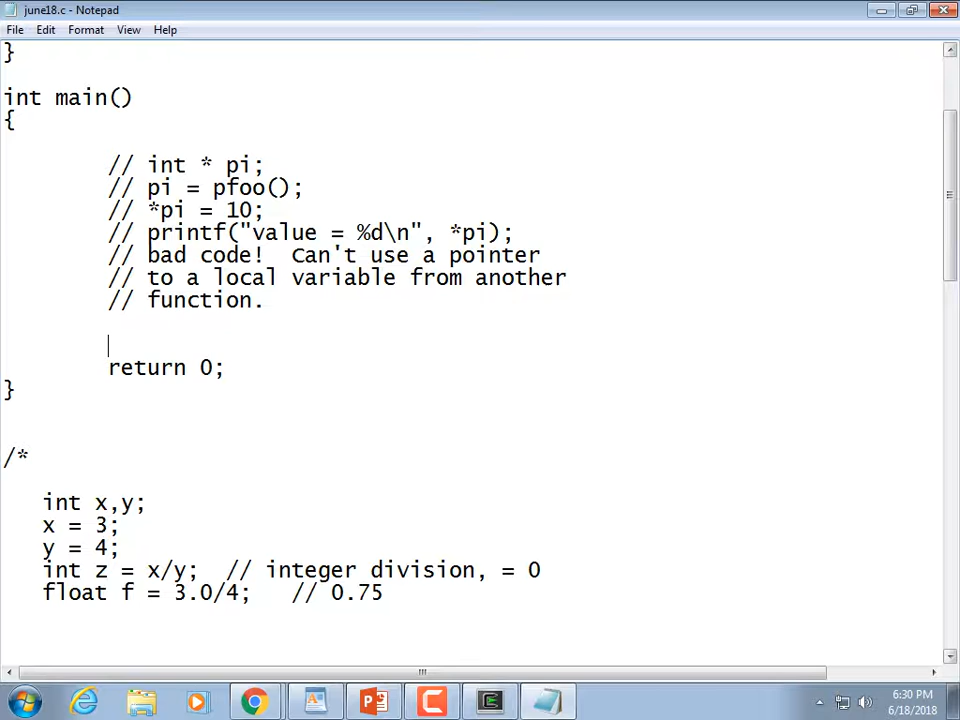 june18.c - Notepad
File Edit Format View Help
}
int main()
{
// int * pi;
// pi = pfoo();
// *pi = 10;
// printf("value = %d\n", *pi);
// bad code!  Can't use a pointer
// to a local variable from another
// function.
return 0;
}
/*
int x,y;
x = 3;
y = 4;
int z = x/y;  // integer division, = 0
float f = 3.0/4;   // 0.75
6:30 PM
6/18/2018